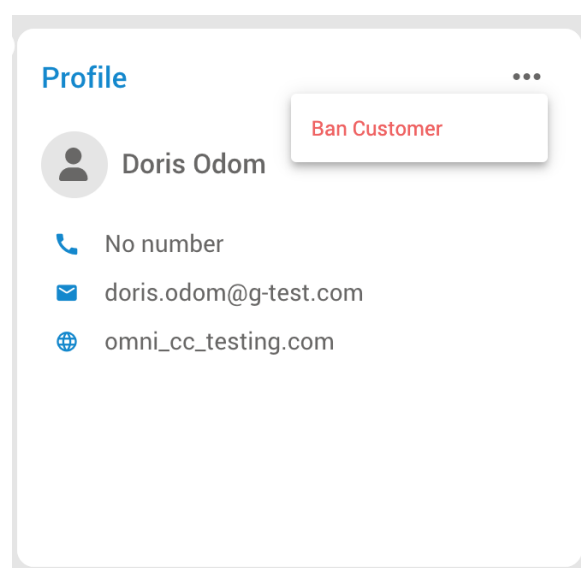 Profile
Ban Customer
Doris Odom
No number
doris.odom@g-test.com
omni_cc_testing.com